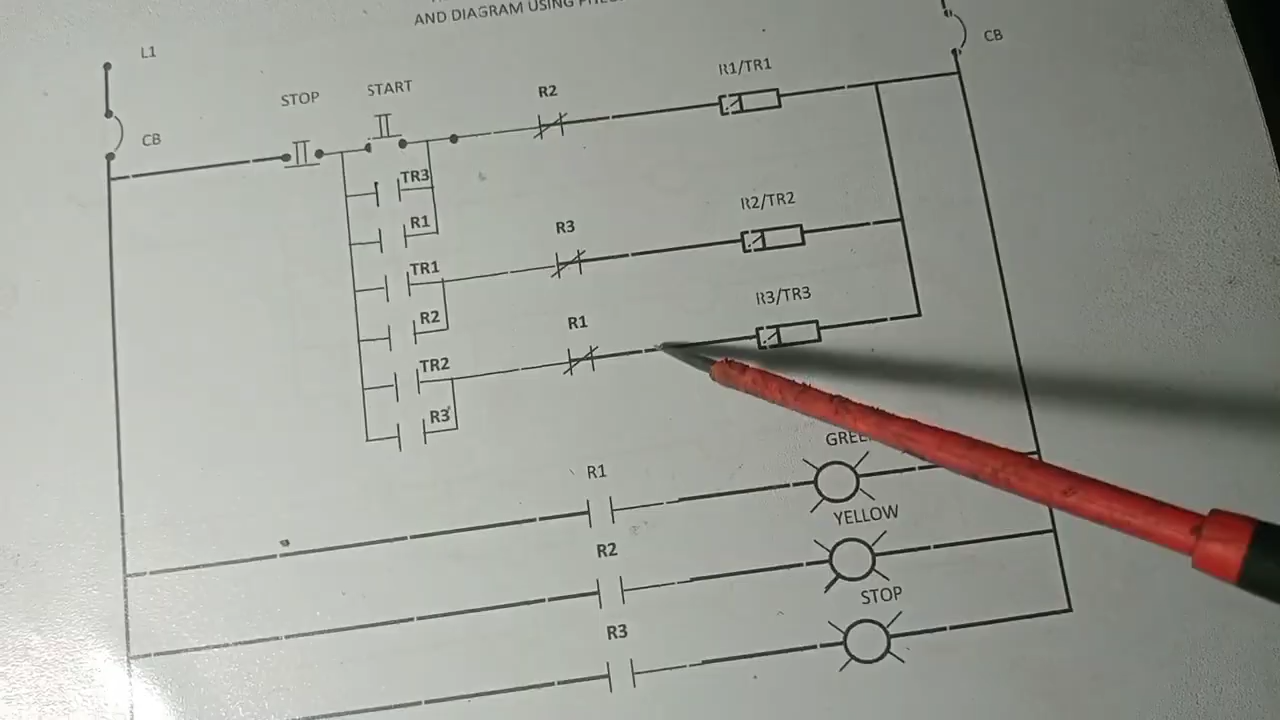 AND DIAGRAM USING
L1
CB
STOP
START
R2
R1/TR1
CB
TR3
R1
R3
R2/TR2
TR1
R2
R1
R3/TR3
TR2
R3
R1
R2
YELLOW
R3
STOP